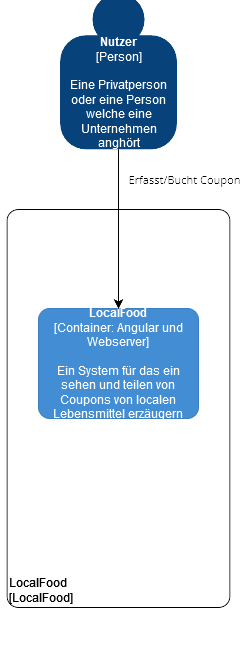 Nutzer
[Person]
Eine Privatperson
oder eine Person
welche eine
Unternehmen
anghört
Erfasst/Bucht Coupon
LocalFood
[Container: Angular und
Webserver]
Ein System für das ein
sehen und teilen von
Coupons von localen
Lebensmittel erzäugern
LocalFood
[LocalFood]